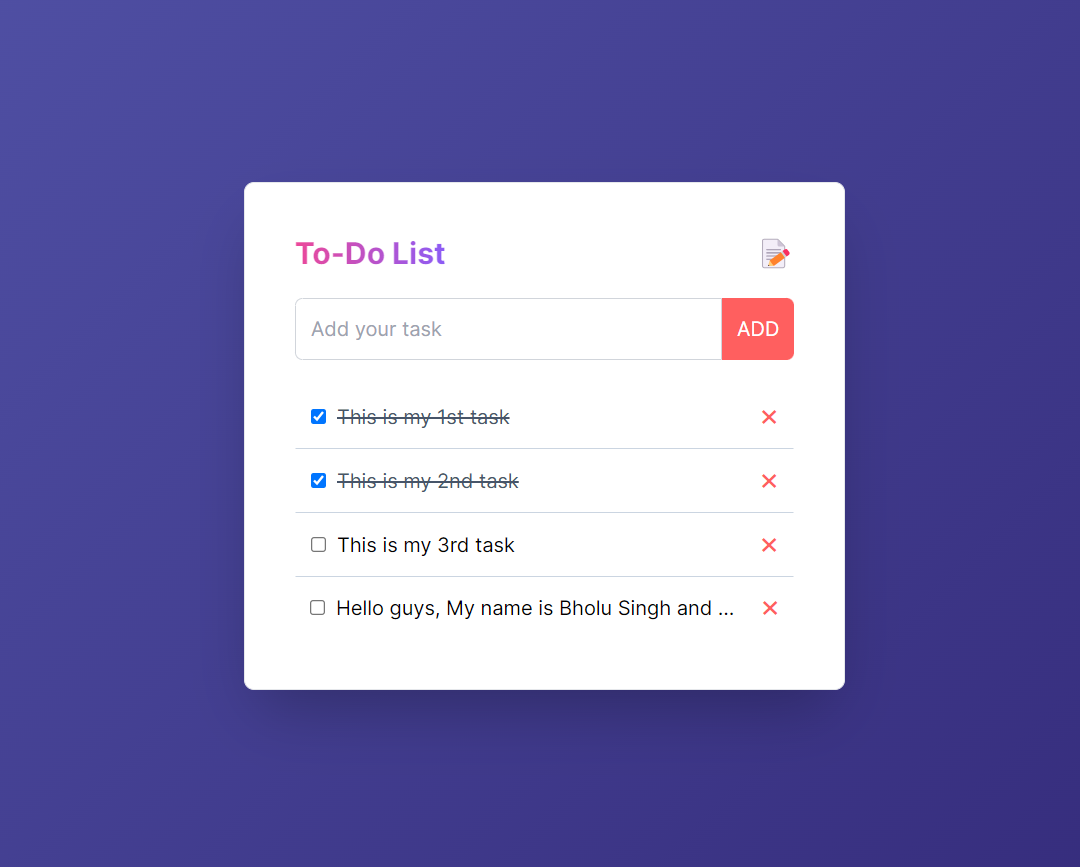 To-Do List
Add your task
ADD
This is my 1st task
This is my 2nd task
This is my 3rd task
Hello guys, My name is Bholu Singh and ...